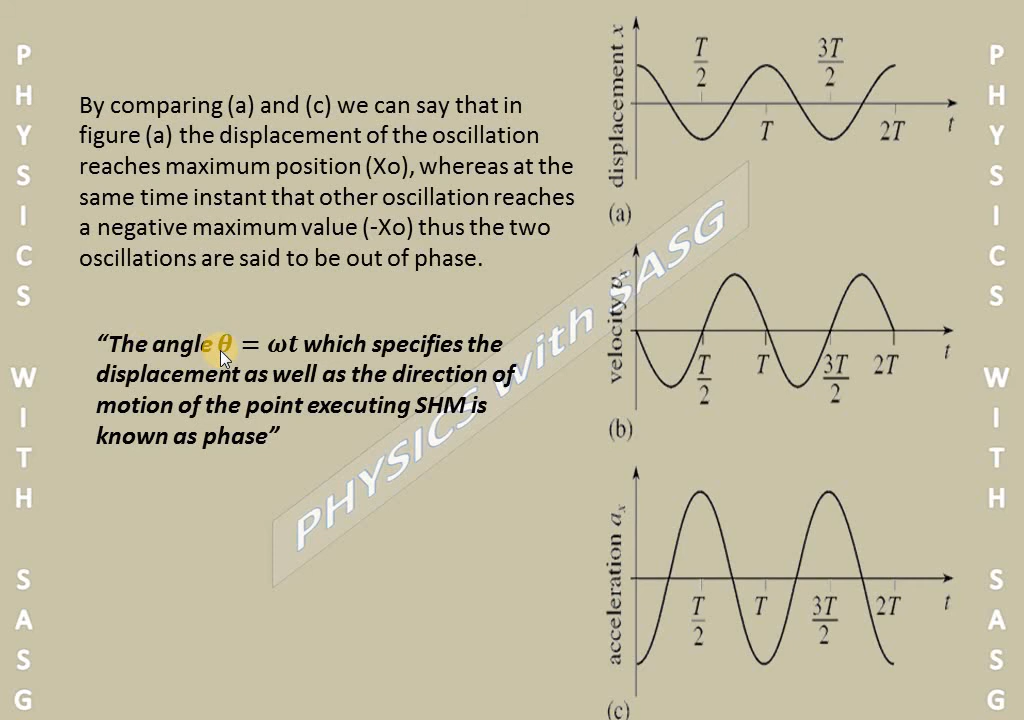 PHYSICS WITH SASG
By comparing (a) and (c) we can say that in
figure (a) the displacement of the oscillation
reaches maximum position (Xo), whereas at the
same time instant that other oscillation reaches
a negative maximum value (-Xo) thus the two
oscillations are said to be out of phase.
“The angle θ = ωt which specifies the
displacement as well as the direction of
motion of the point executing SHM is
known as phase”
PHYSICS with SASG
displacement x
T/2
3T/2
T
2T
t
(a)
velocity vx
T/2
T
3T/2
2T
t
(b)
acceleration ax
T/2
T
3T/2
2T
t
(c)
PHYSICS WITH SASG